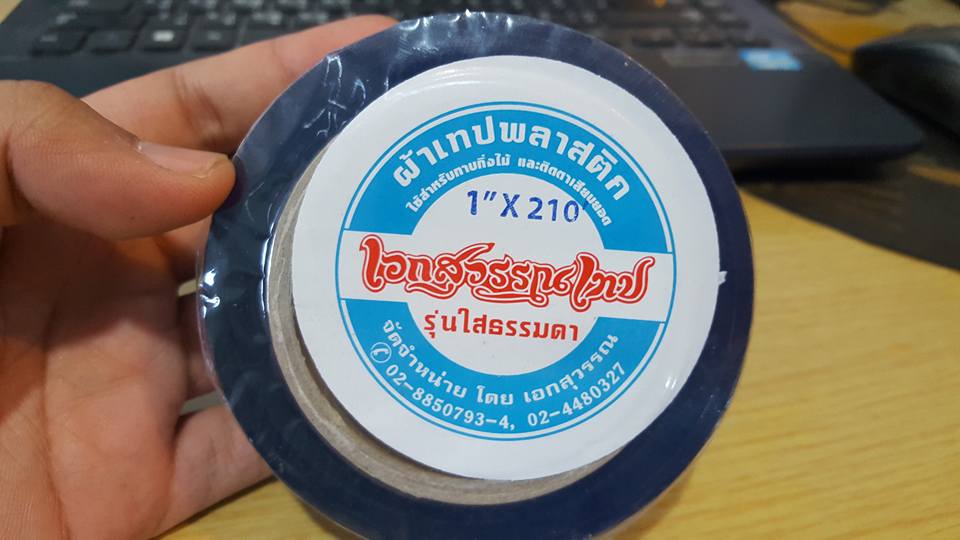 ผ้าเทปพลาสติก
ใช้สำหรับทาบกิ่งไม้ และติดตาเสียบยอด
1" X 210'
เอกสุวรรณเทป
รุ่นใสธรรมดา
จัดจำหน่าย โดย เอกสุวรรณ
02-8850793-4, 02-4480327